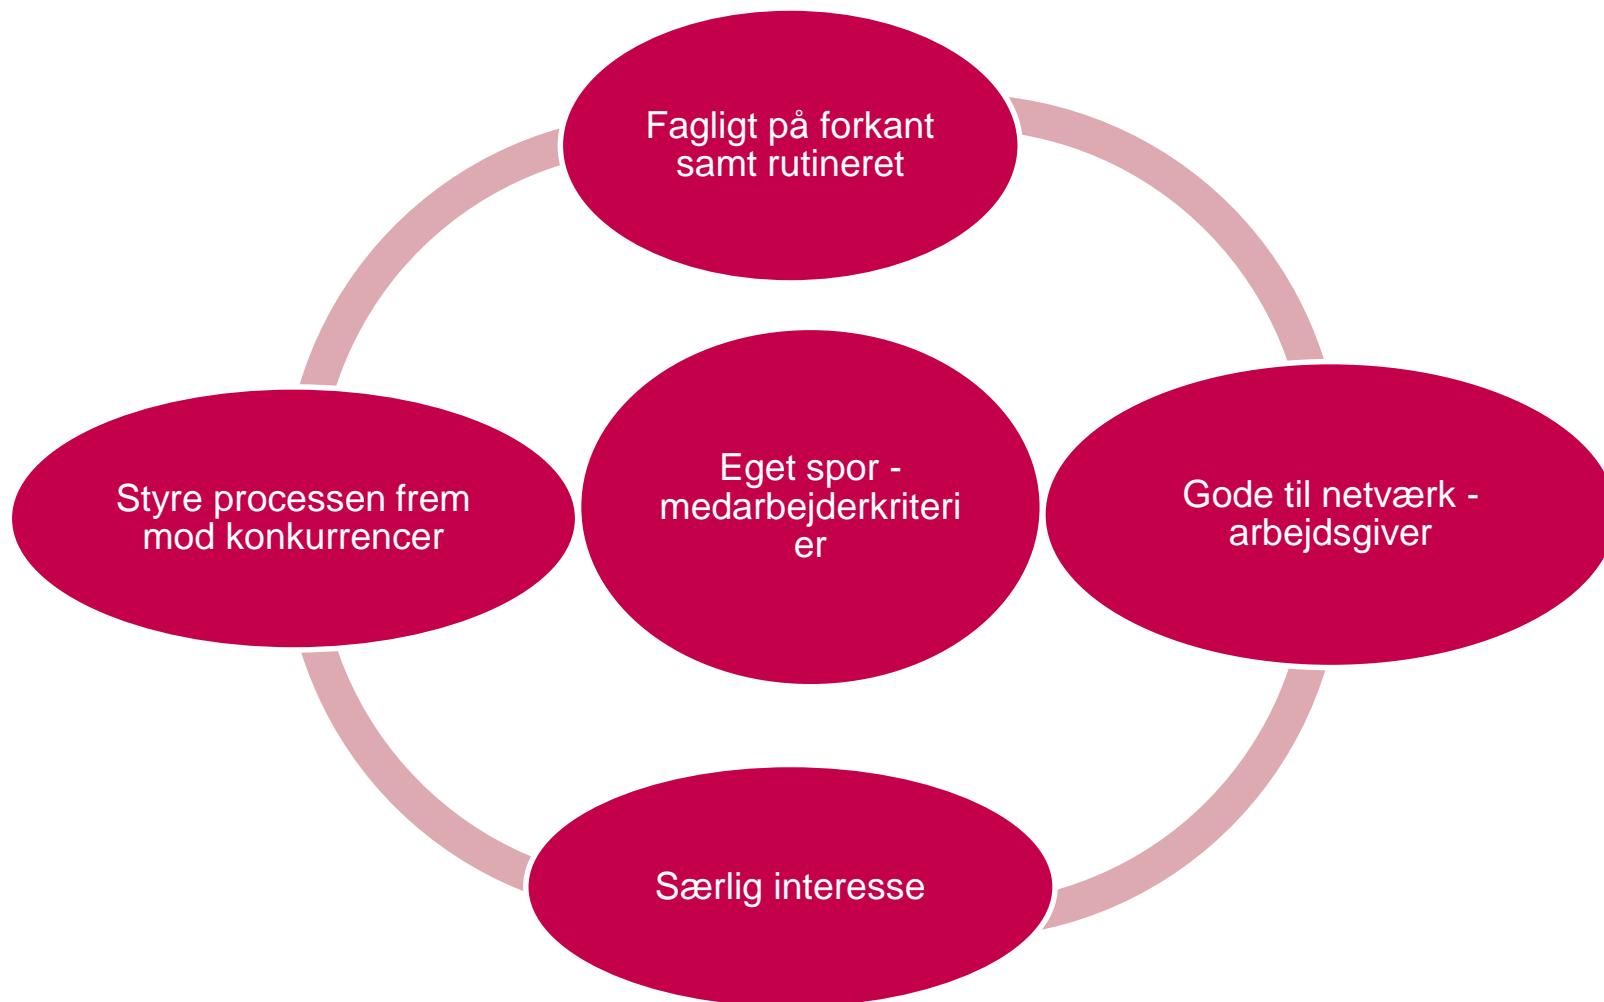 Fagligt på forkant
samt rutineret
Styre processen frem
mod konkurrencer
Eget spor -
medarbejderkriteri
er
Gode til netværk -
arbejdsgiver
Særlig interesse